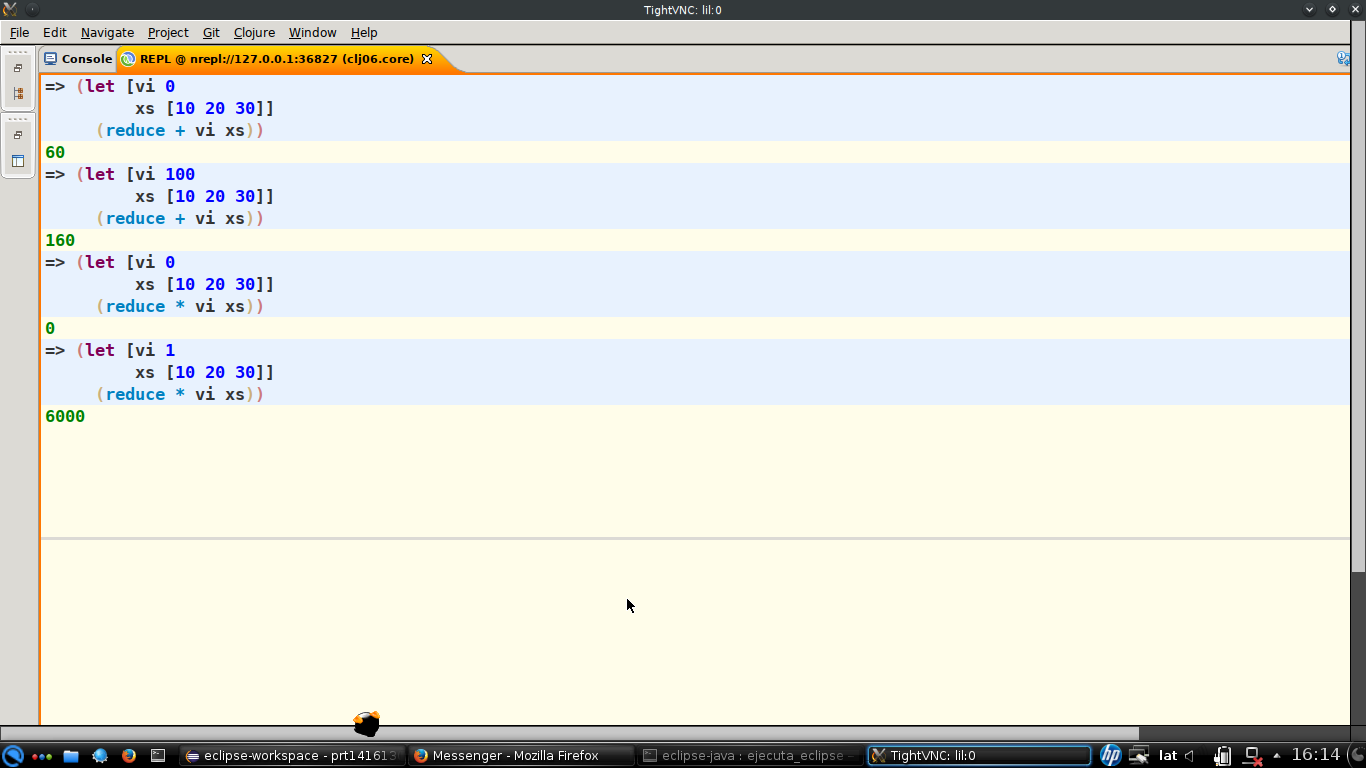 TightVNC: lil:0
File Edit Navigate Project Git Clojure Window Help
Console REPL @ nrepl://127.0.0.1:36827 (clj06.core)
=> (let [vi 0
xs [10 20 30]]
(reduce + vi xs))
60
=> (let [vi 100
xs [10 20 30]]
(reduce + vi xs))
160
=> (let [vi 0
xs [10 20 30]]
(reduce * vi xs))
0
=> (let [vi 1
xs [10 20 30]]
(reduce * vi xs))
6000
eclipse-workspace - prt141613 Messenger - Mozilla Firefox eclipse-java : ejecuta_eclipse – TightVNC: lil:0 hp lat 16:14